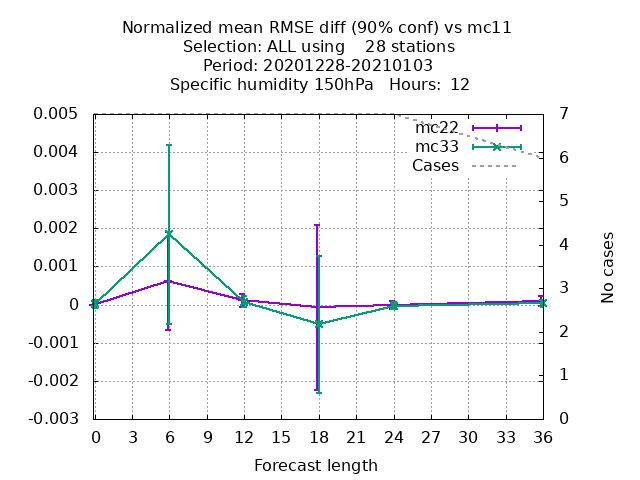 Normalized mean RMSE diff (90% conf) vs mc11
Selection: ALL using    28 stations
Period: 20201228-20210103
Specific humidity 150hPa   Hours:  12
0.005
0.004
0.003
0.002
0.001
0
-0.001
-0.002
-0.003
7
6
5
4
3
2
1
0
mc22
mc33
Cases
No cases
0 3 6 9 12 15 18 21 24 27 30 33 36
Forecast length